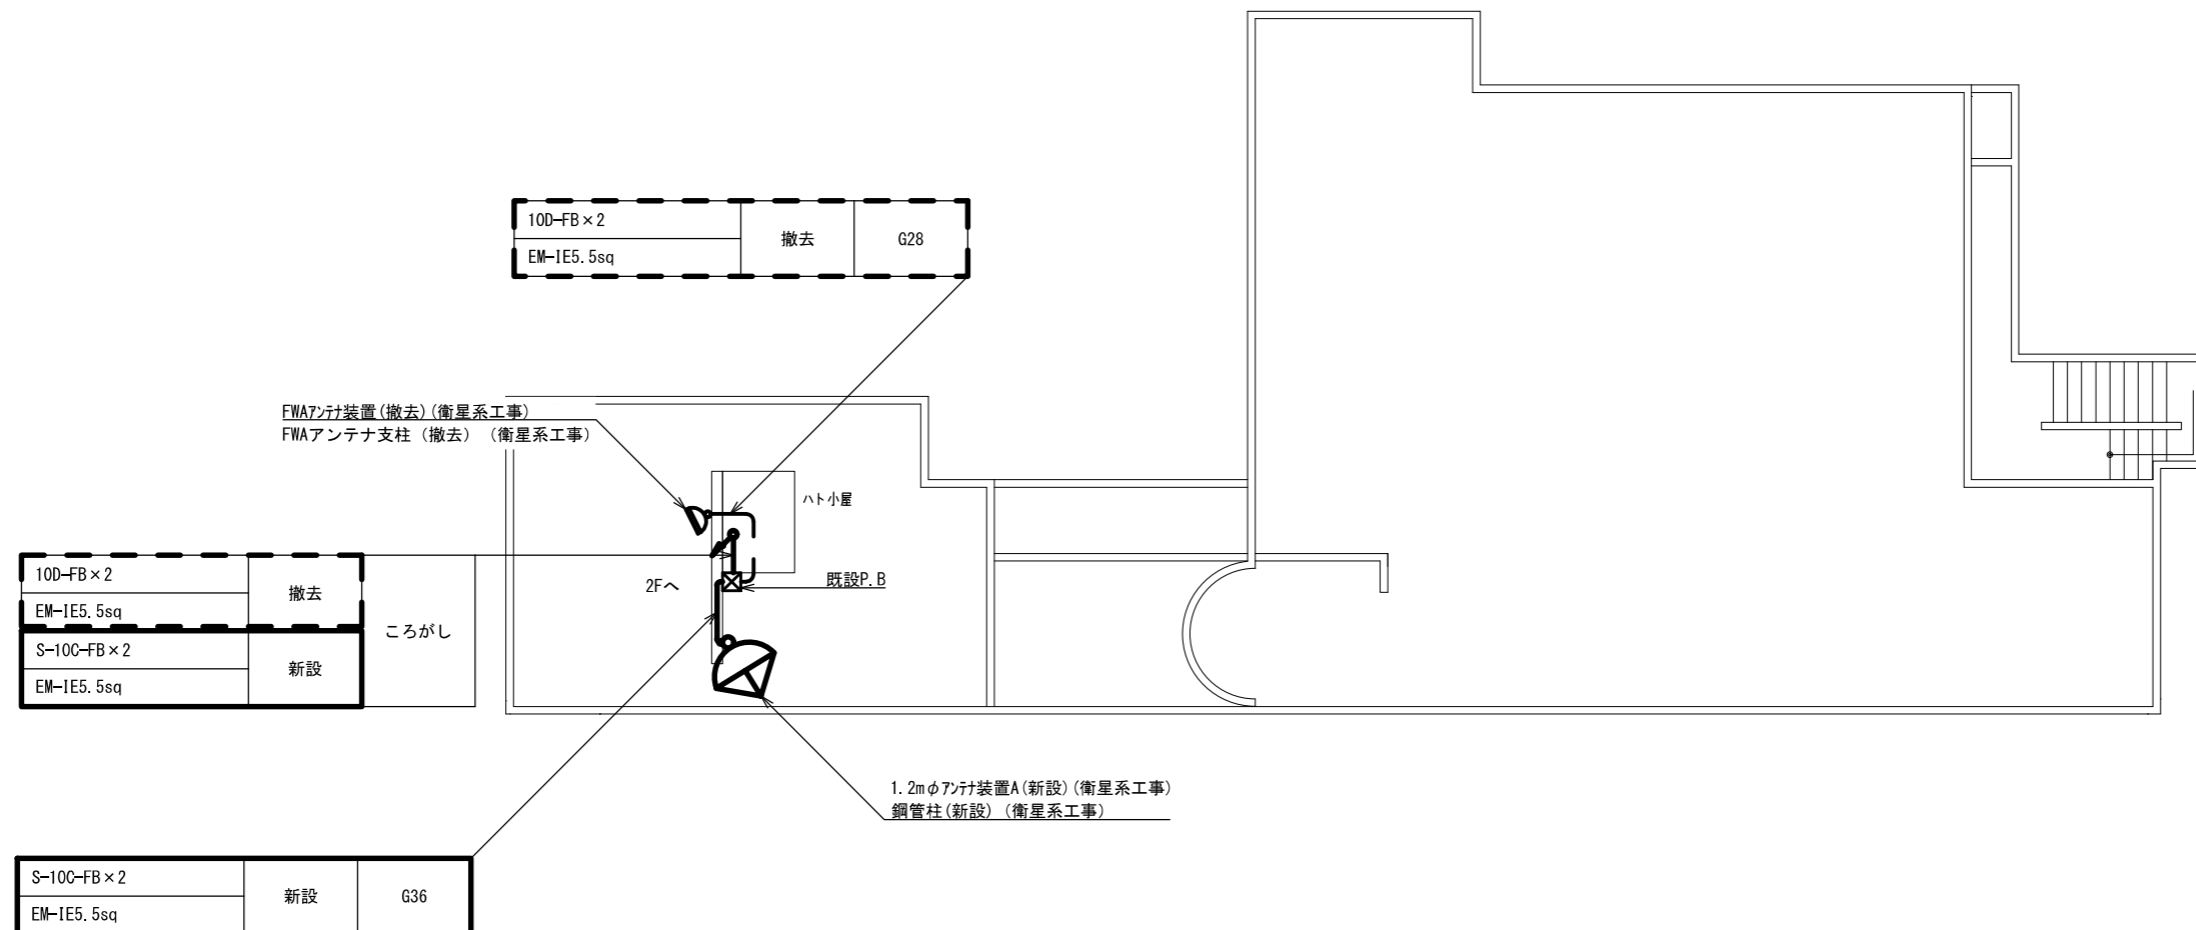 10D-FB×2
EM-IE5.5sq
撤去
G28
FWAアンテナ装置(撤去)(衛星系工事)
FWAアンテナ支柱（撤去）（衛星系工事）
ハト小屋
既設P.B
2Fへ
10D-FB×2
EM-IE5.5sq
撤去
S-10C-FB×2
EM-IE5.5sq
新設
ころがし
1.2mφアンテナ装置A(新設)(衛星系工事)
鋼管柱(新設)（衛星系工事）
S-10C-FB×2
EM-IE5.5sq
新設
G36